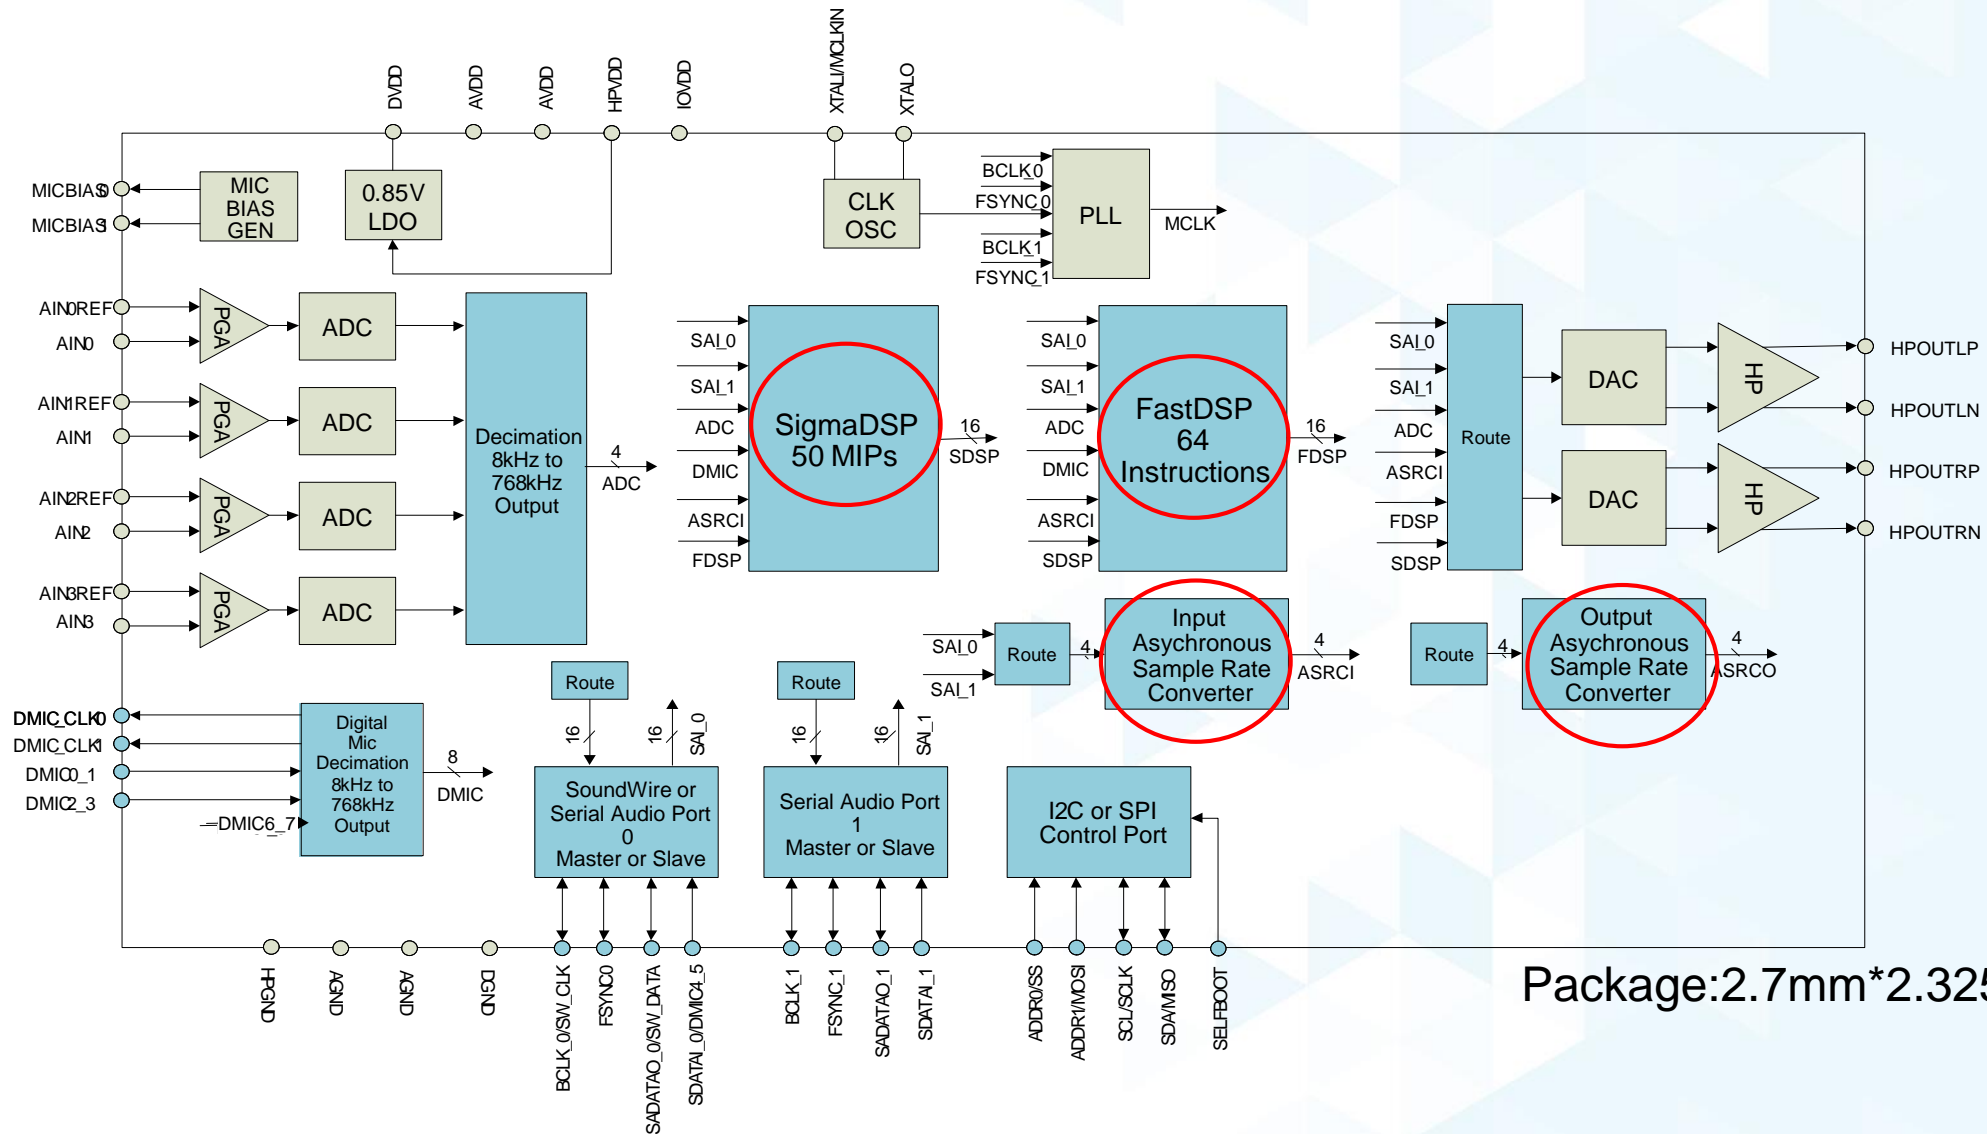 DVDD
AVDD
AVDD
HPVDD
IOVDD
XTALI/MCLKIN
XTALO
MICBIAS0
MICBIAS1
MIC
BIAS
GEN
0.85V
LDO
CLK
OSC
BCLK_0
FSYNC_0
BCLK_1
FSYNC_1
PLL
MCLK
AIN0REF
AIN0
PGA
ADC
AIN1REF
AIN1
PGA
ADC
AIN2REF
AIN2
PGA
ADC
AIN3REF
AIN3
PGA
ADC
Decimation
8kHz to
768kHz
Output
4
ADC
SAI_0
SAI_1
ADC
DMIC
ASRCI
FDSP
SigmaDSP
50 MIPs
16
SDSP
SAI_0
SAI_1
ADC
DMIC
ASRCI
SDSP
FastDSP
64
Instructions
16
FDSP
SAI_0
SAI_1
ADC
ASRCI
FDSP
SDSP
Route
DAC
HP
DAC
HP
HPOUTLP
HPOUTLN
HPOUTRP
HPOUTRN
SAI_0
SAI_1
Route
4
Input
Asychronous
Sample Rate
Converter
4
ASRCI
Route
4
Output
Asychronous
Sample Rate
Converter
4
ASRCO
DMIC_CLK0
DMIC_CLK1
DMIC0_1
DMIC2_3
DMIC6_7
Digital
Mic
Decimation
8kHz to
768kHz
Output
8
DMIC
Route
16
16
SAI_0
SoundWire or
Serial Audio Port
0
Master or Slave
Route
16
16
SAI_1
Serial Audio Port
1
Master or Slave
I2C or SPI
Control Port
HPGND
AGND
AGND
DGND
BCLK_0/SW_CLK
FSYNC0
SADATAO_0/SW_DATA
SDATAI_0/DMIC4_5
BCLK_1
FSYNC_1
SADATAO_1
SDATAI_1
ADDR0/SS
ADDR1/MOSI
SCL/SCLK
SDA/MISO
SELFBOOT
Package:2.7mm*2.325